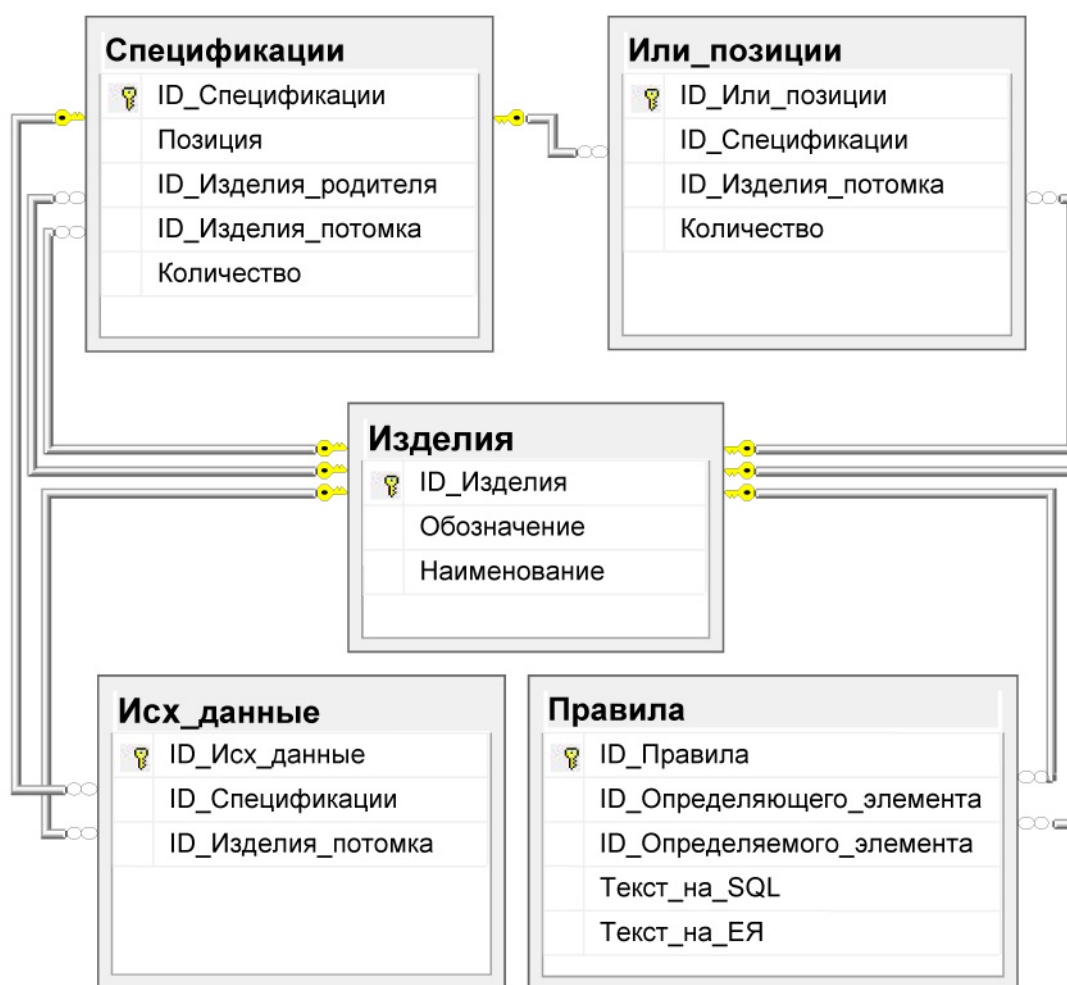 Спецификации
ID_Спецификации
Позиция
ID_Изделия_родителя
ID_Изделия_потомка
Количество
Или_позиции
ID_Или_позиции
ID_Спецификации
ID_Изделия_потомка
Количество
Изделия
ID_Изделия
Обозначение
Наименование
Исх_данные
ID_Исх_данные
ID_Спецификации
ID_Изделия_потомка
Правила
ID_Правила
ID_Определяющего_элемента
ID_Определяемого_элемента
Текст_на_SQL
Текст_на_ЕЯ